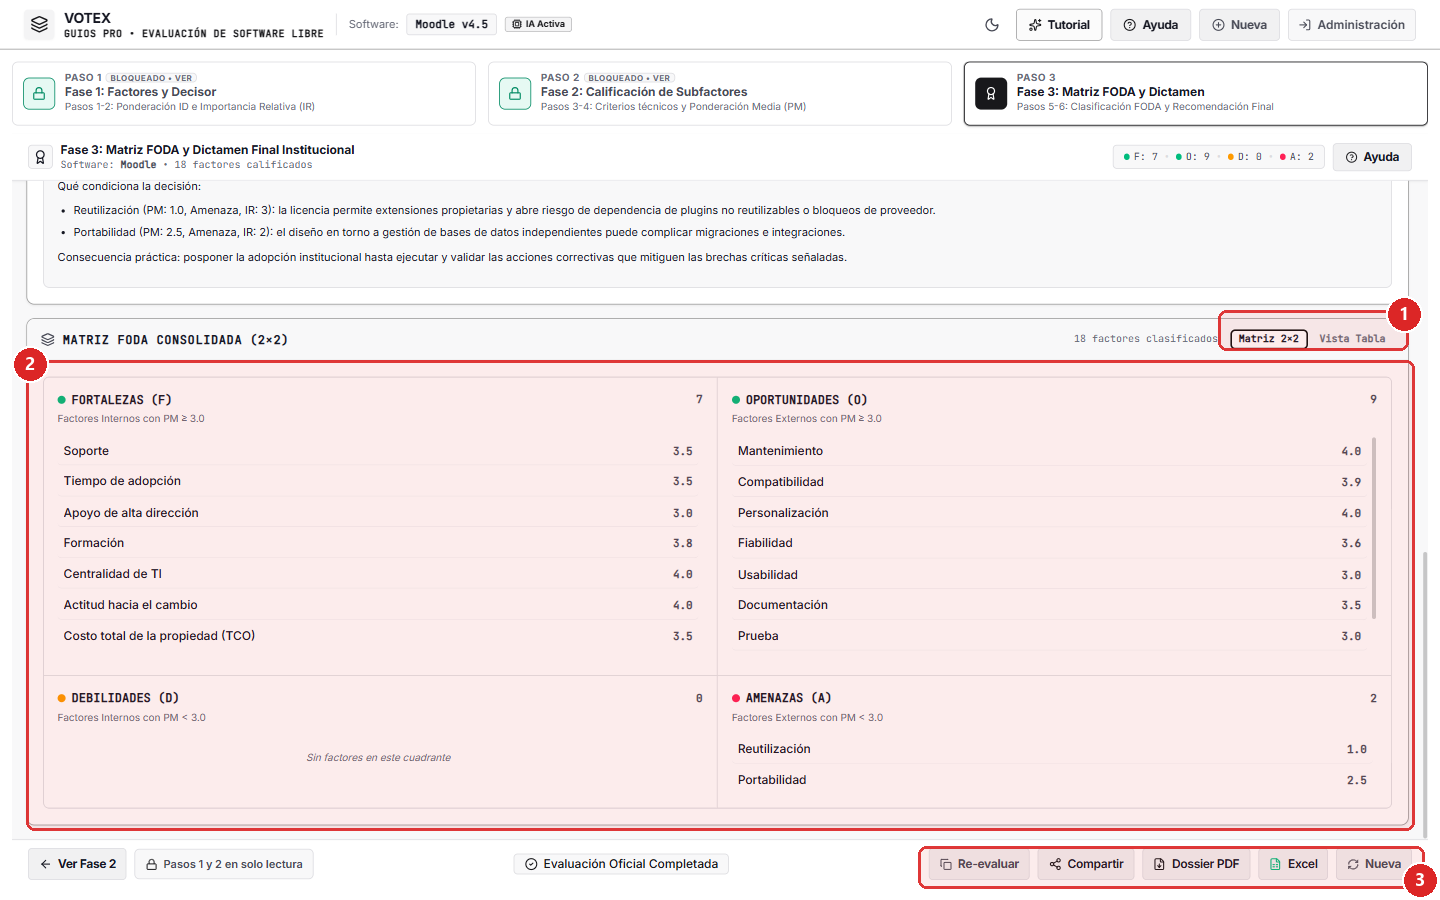 VOTEX
GUIOS PRO • EVALUACIÓN DE SOFTWARE LIBRE
Software: Moodle v4.5 IA Activa
Tutorial Ayuda Nueva Administración
PASO 1 BLOQUEADO • VER
Fase 1: Factores y Decisor
Pasos 1-2: Ponderación ID e Importancia Relativa (IR)
PASO 2 BLOQUEADO • VER
Fase 2: Calificación de Subfactores
Pasos 3-4: Criterios técnicos y Ponderación Media (PM)
PASO 3
Fase 3: Matriz FODA y Dictamen
Pasos 5-6: Clasificación FODA y Recomendación Final
Fase 3: Matriz FODA y Dictamen Final Institucional
Software: Moodle • 18 factores calificados
F: 7 • O: 9 • D: 0 • A: 2 Ayuda
Qué condiciona la decisión:
• Reutilización (PM: 1.0, Amenaza, IR: 3): la licencia permite extensiones propietarias y abre riesgo de dependencia de plugins no reutilizables o bloqueos de proveedor.
• Portabilidad (PM: 2.5, Amenaza, IR: 2): el diseño en torno a gestión de bases de datos independientes puede complicar migraciones e integraciones.
Consecuencia práctica: posponer la adopción institucional hasta ejecutar y validar las acciones correctivas que mitiguen las brechas críticas señaladas.
1
MATRIZ FODA CONSOLIDADA (2×2) 18 factores clasificados Matriz 2×2 Vista Tabla
2
FORTALEZAS (F) 7
Factores Internos con PM ≥ 3.0
Soporte 3.5
Tiempo de adopción 3.5
Apoyo de alta dirección 3.0
Formación 3.8
Centralidad de TI 4.0
Actitud hacia el cambio 4.0
Costo total de la propiedad (TCO) 3.5
OPORTUNIDADES (O) 9
Factores Externos con PM ≥ 3.0
Mantenimiento 4.0
Compatibilidad 3.9
Personalización 4.0
Fiabilidad 3.6
Usabilidad 3.0
Documentación 3.5
Prueba 3.0
DEBILIDADES (D) 0
Factores Internos con PM < 3.0
Sin factores en este cuadrante
AMENAZAS (A) 2
Factores Externos con PM < 3.0
Reutilización 1.0
Portabilidad 2.5
Ver Fase 2 Pasos 1 y 2 en solo lectura Evaluación Oficial Completada Re-evaluar Compartir Dossier PDF Excel Nueva
3